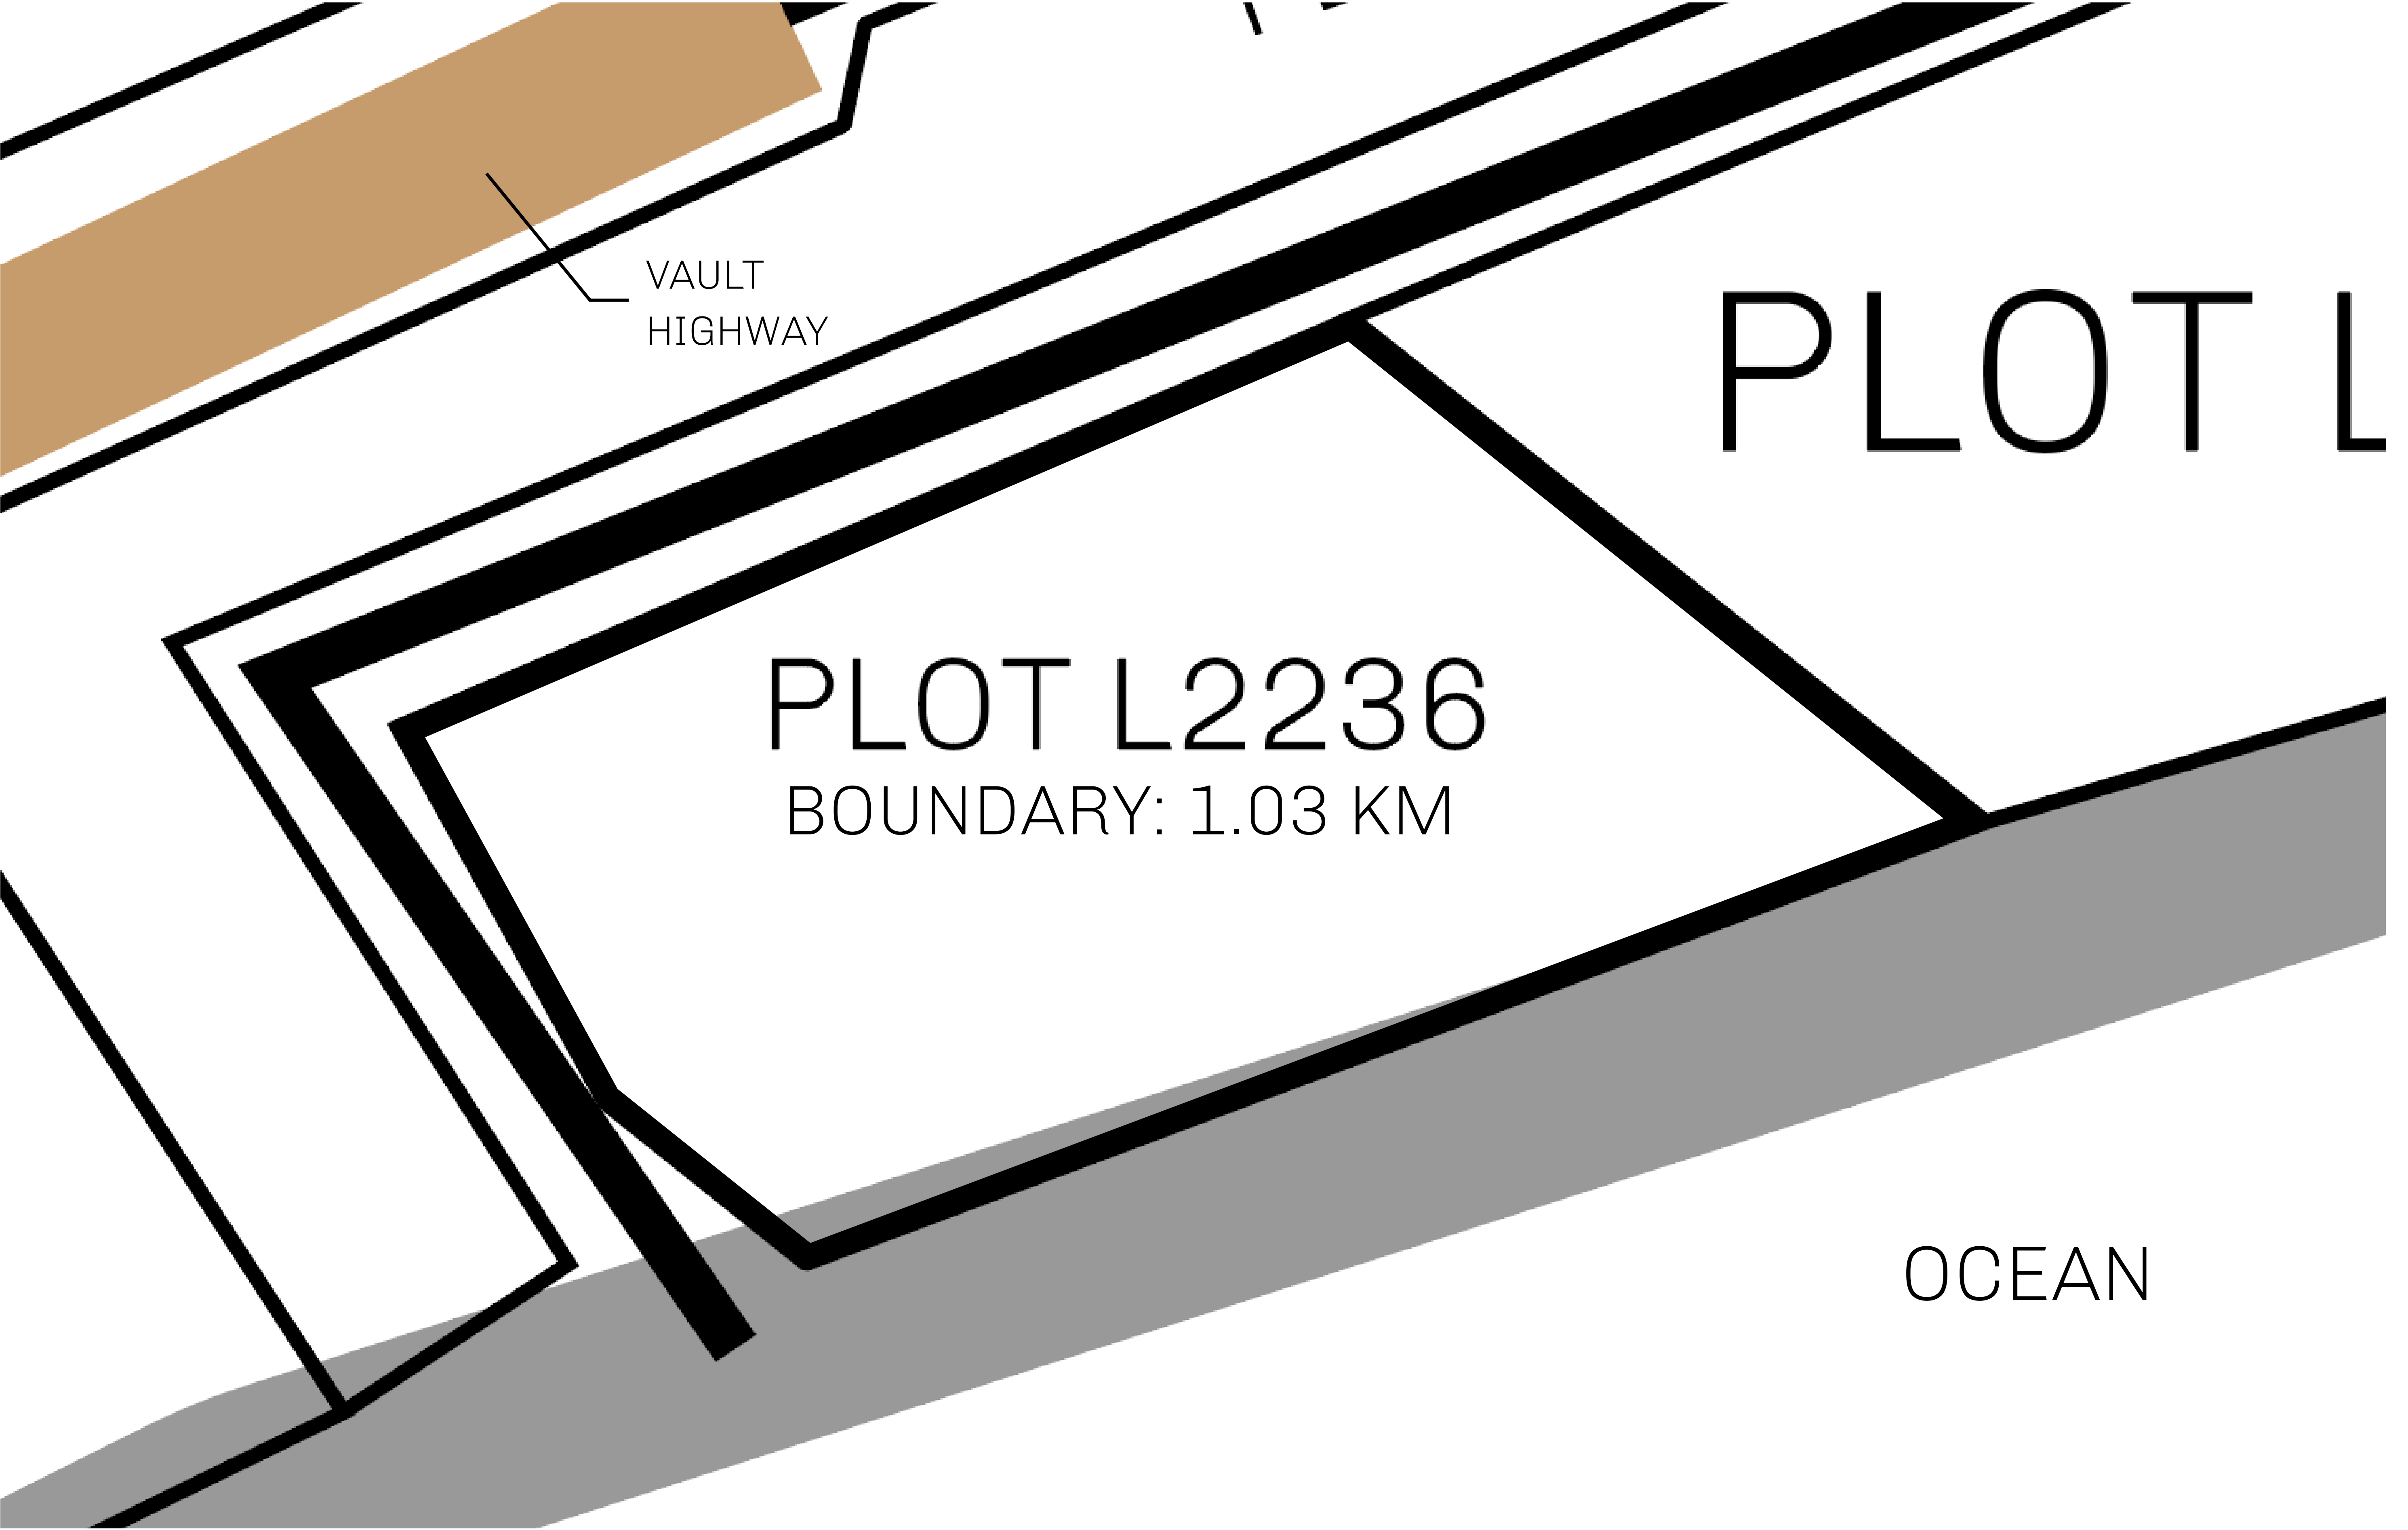 VAULT
HIGHWAY
PLOT L
PLOT L2236
BOUNDARY: 1.03 KM
OCEAN